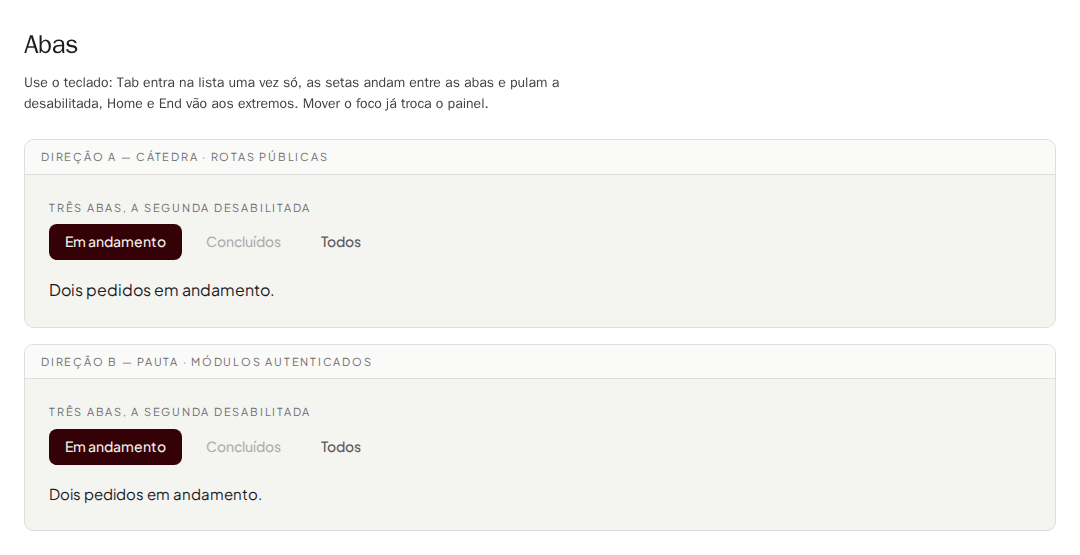 Abas
Use o teclado: Tab entra na lista uma vez só, as setas andam entre as abas e pulam a
desabilitada, Home e End vão aos extremos. Mover o foco já troca o painel.
DIREÇÃO A — CÁTEDRA · ROTAS PÚBLICAS
TRÊS ABAS, A SEGUNDA DESABILITADA
Em andamento Concluídos Todos
Dois pedidos em andamento.
DIREÇÃO B — PAUTA · MÓDULOS AUTENTICADOS
TRÊS ABAS, A SEGUNDA DESABILITADA
Em andamento Concluídos Todos
Dois pedidos em andamento.